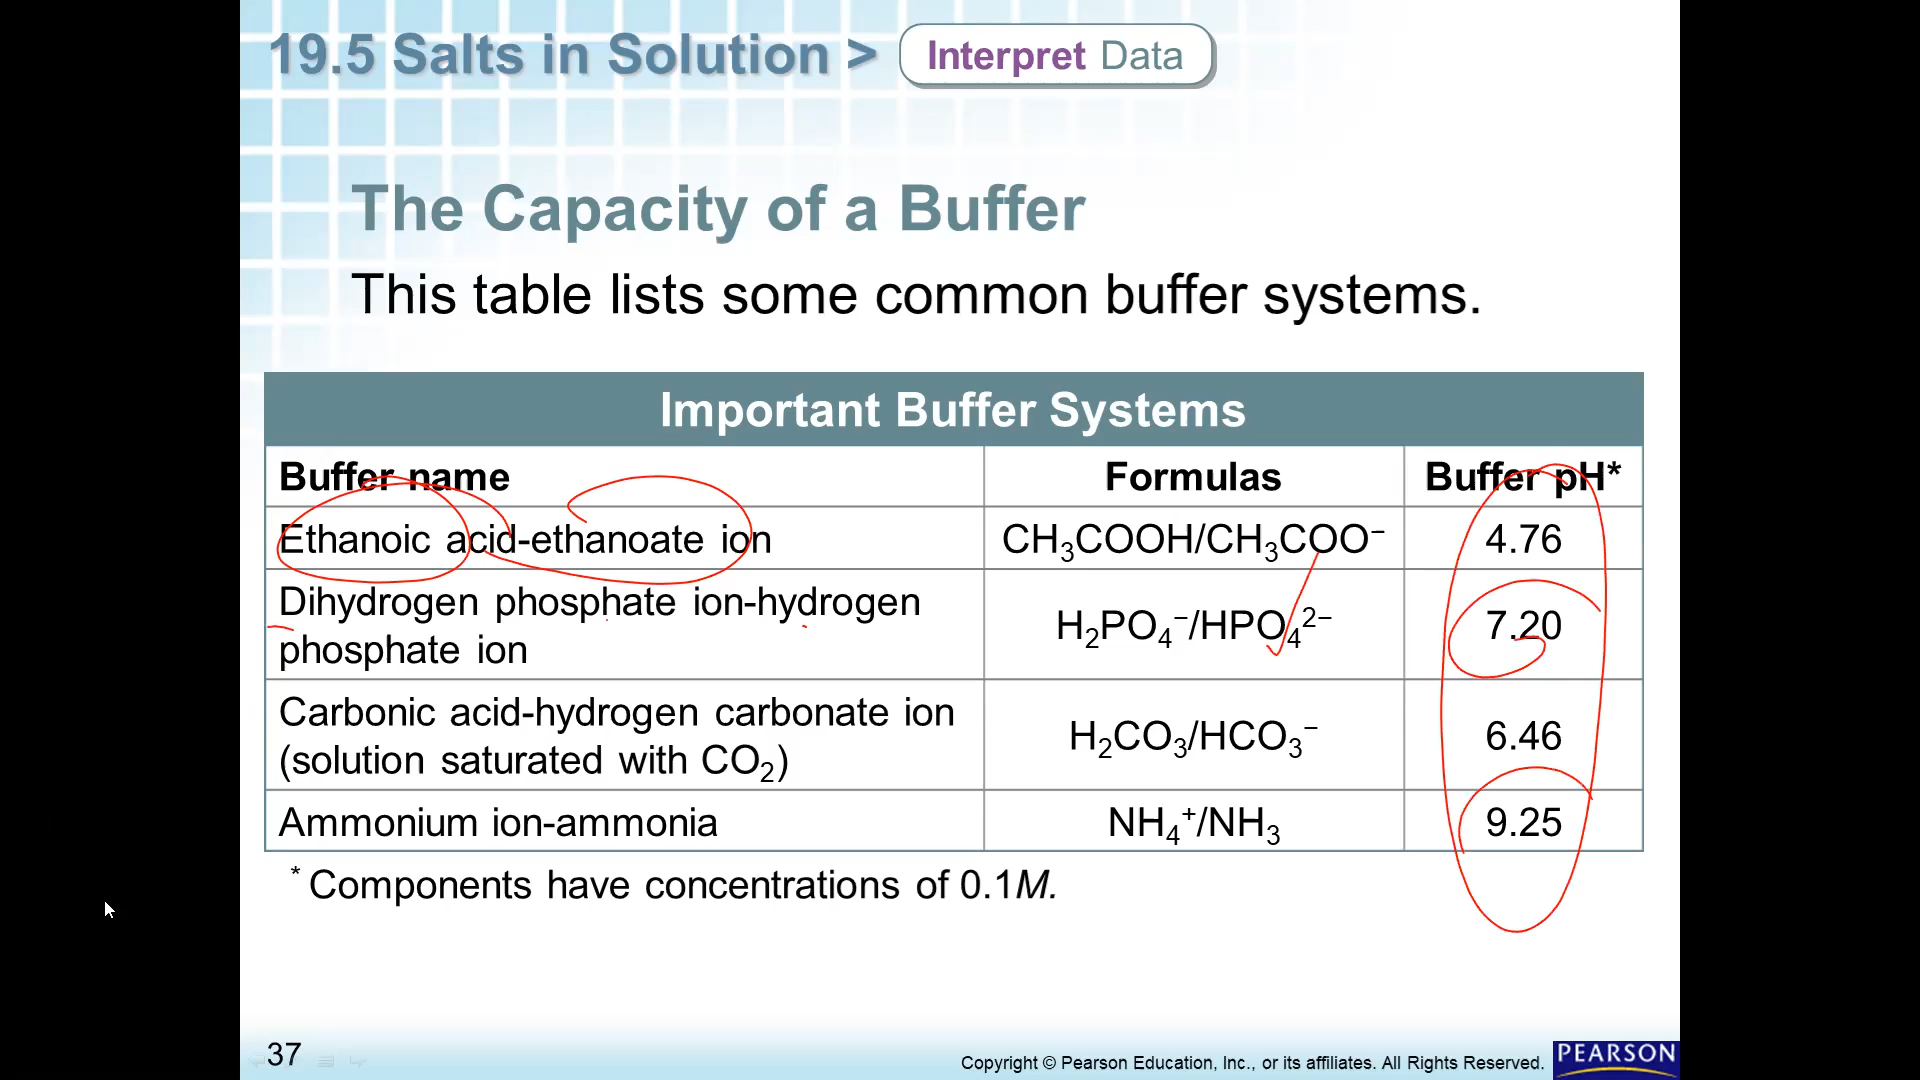 19.5 Salts in Solution > Interpret Data
The Capacity of a Buffer
This table lists some common buffer systems.
Important Buffer Systems
Buffer name Formulas Buffer pH*
Ethanoic acid-ethanoate ion CH₃COOH/CH₃COO⁻ 4.76
Dihydrogen phosphate ion-hydrogen
phosphate ion H₂PO₄⁻/HPO₄²⁻ 7.20
Carbonic acid-hydrogen carbonate ion
(solution saturated with CO₂) H₂CO₃/HCO₃⁻ 6.46
Ammonium ion-ammonia NH₄⁺/NH₃ 9.25
* Components have concentrations of 0.1M.
37
Copyright © Pearson Education, Inc., or its affiliates. All Rights Reserved. PEARSON